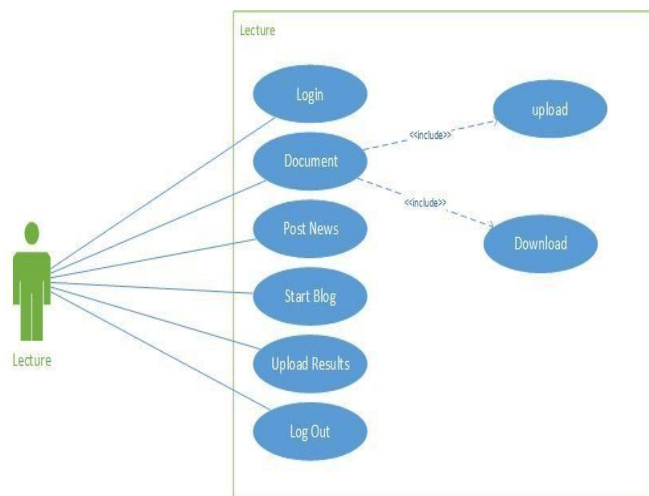 Lecture
Login
upload
<<include>>
Document
<<include>>
Post News
Download
Start Blog
Lecture
Upload Results
Log Out